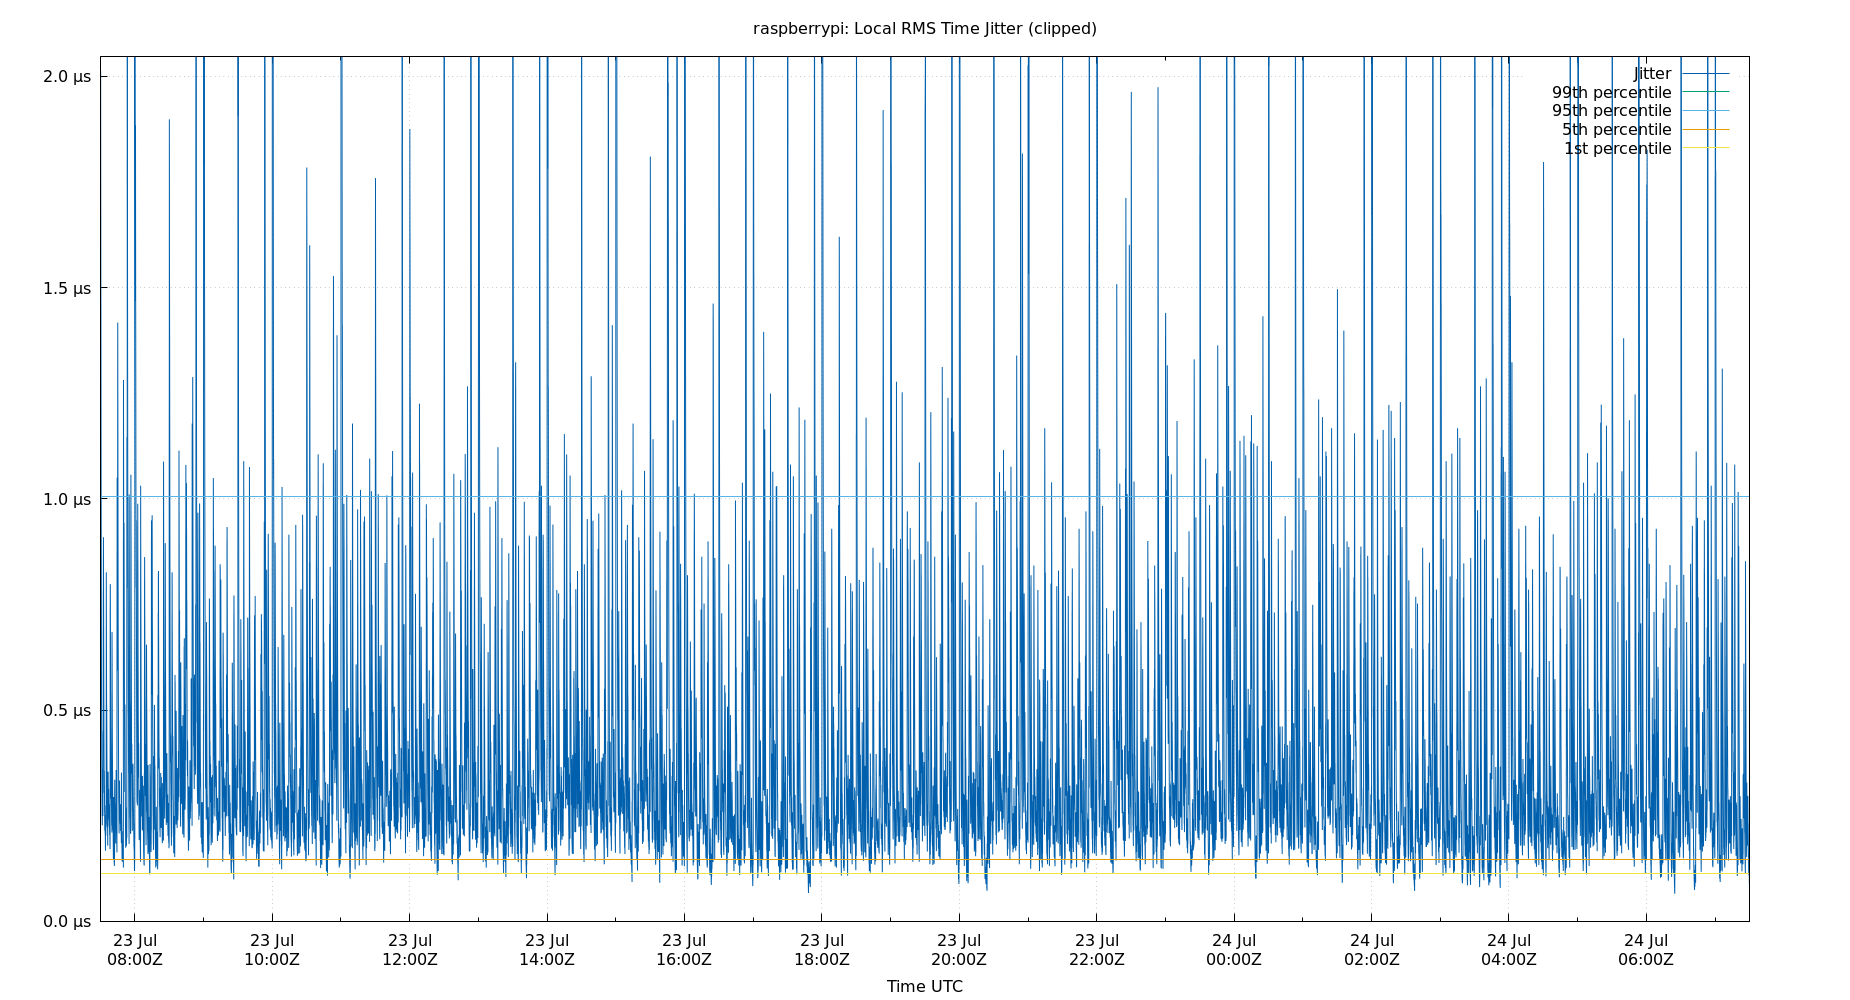 raspberrypi: Local RMS Time Jitter (clipped)
2.0 µs
1.5 µs
1.0 µs
0.5 µs
0.0 µs
Jitter
99th percentile
95th percentile
5th percentile
1st percentile
23 Jul 23 Jul 23 Jul 23 Jul 23 Jul 23 Jul 23 Jul 23 Jul 24 Jul 24 Jul 24 Jul 24 Jul
08:00Z 10:00Z 12:00Z 14:00Z 16:00Z 18:00Z 20:00Z 22:00Z 00:00Z 02:00Z 04:00Z 06:00Z
Time UTC